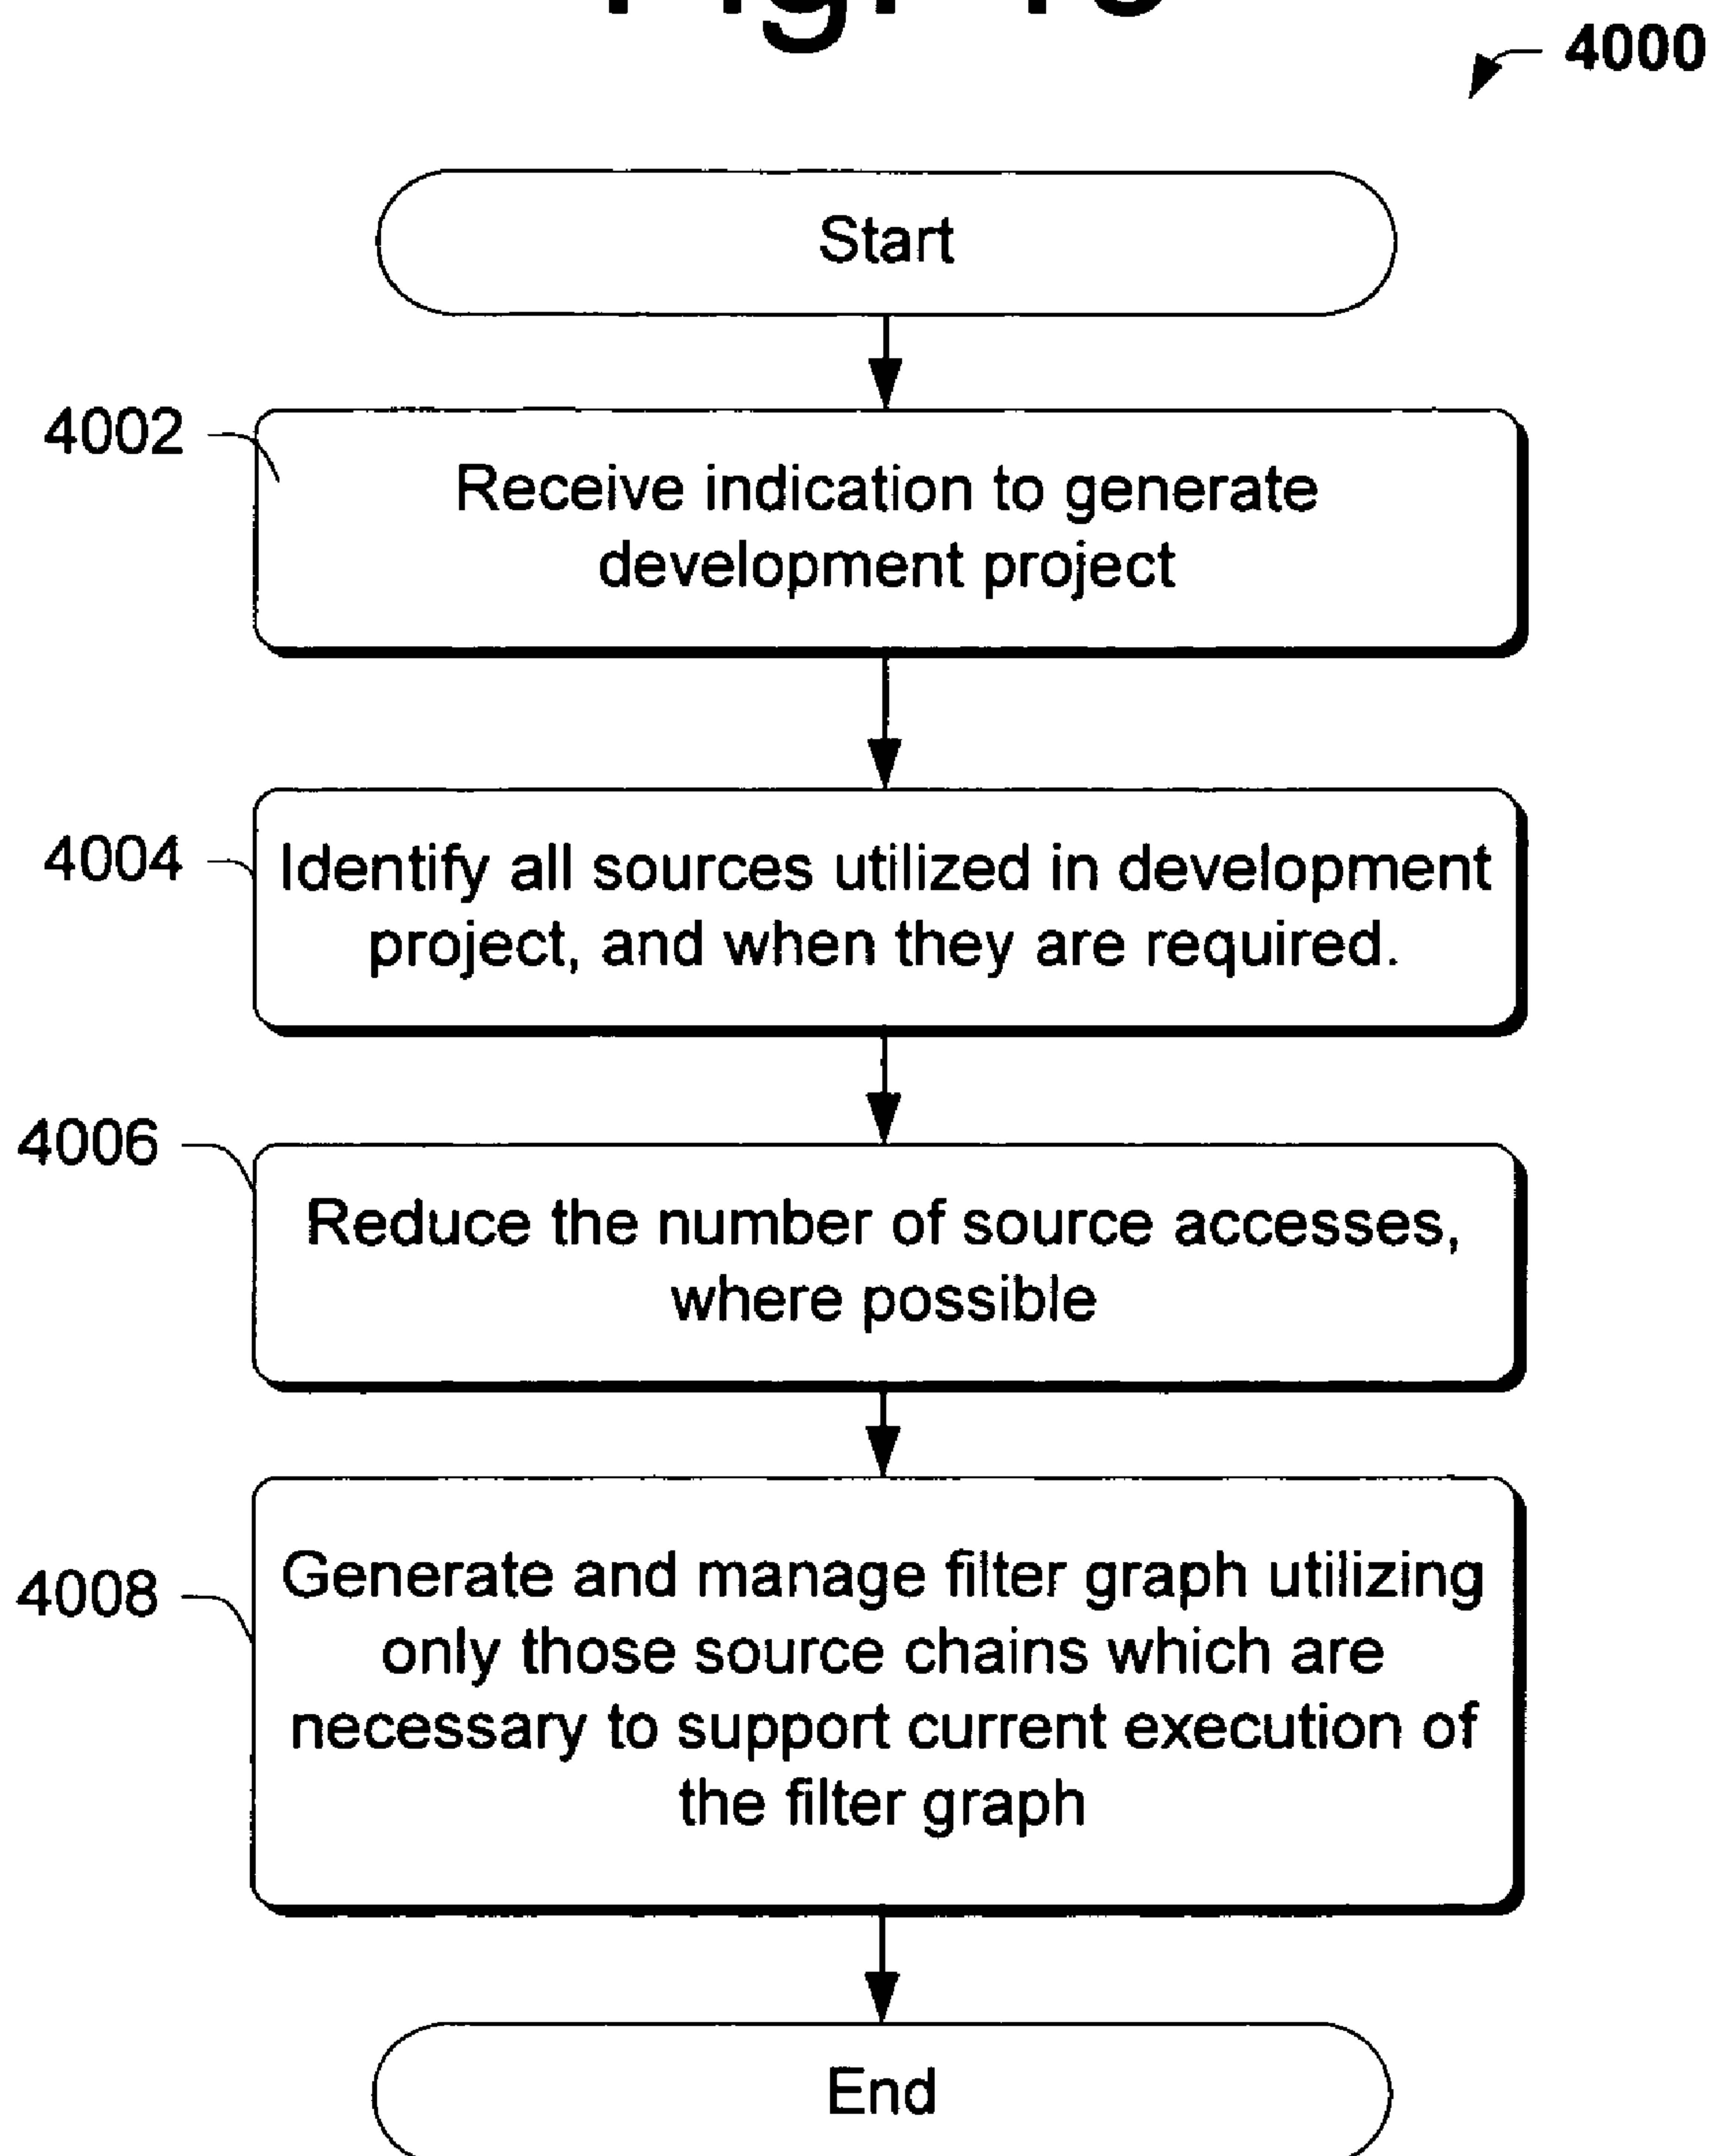 4000
Start
4002
Receive indication to generate
development project
4004
Identify all sources utilized in development
project, and when they are required.
4006
Reduce the number of source accesses,
where possible
4008
Generate and manage filter graph utilizing
only those source chains which are
necessary to support current execution of
the filter graph
End